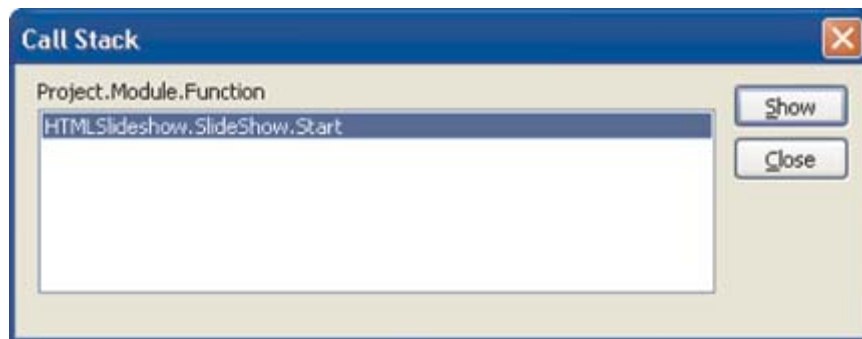 Call Stack
Project.Module.Function
HTMLSlideshow.SlideShow.Start
Show
Close